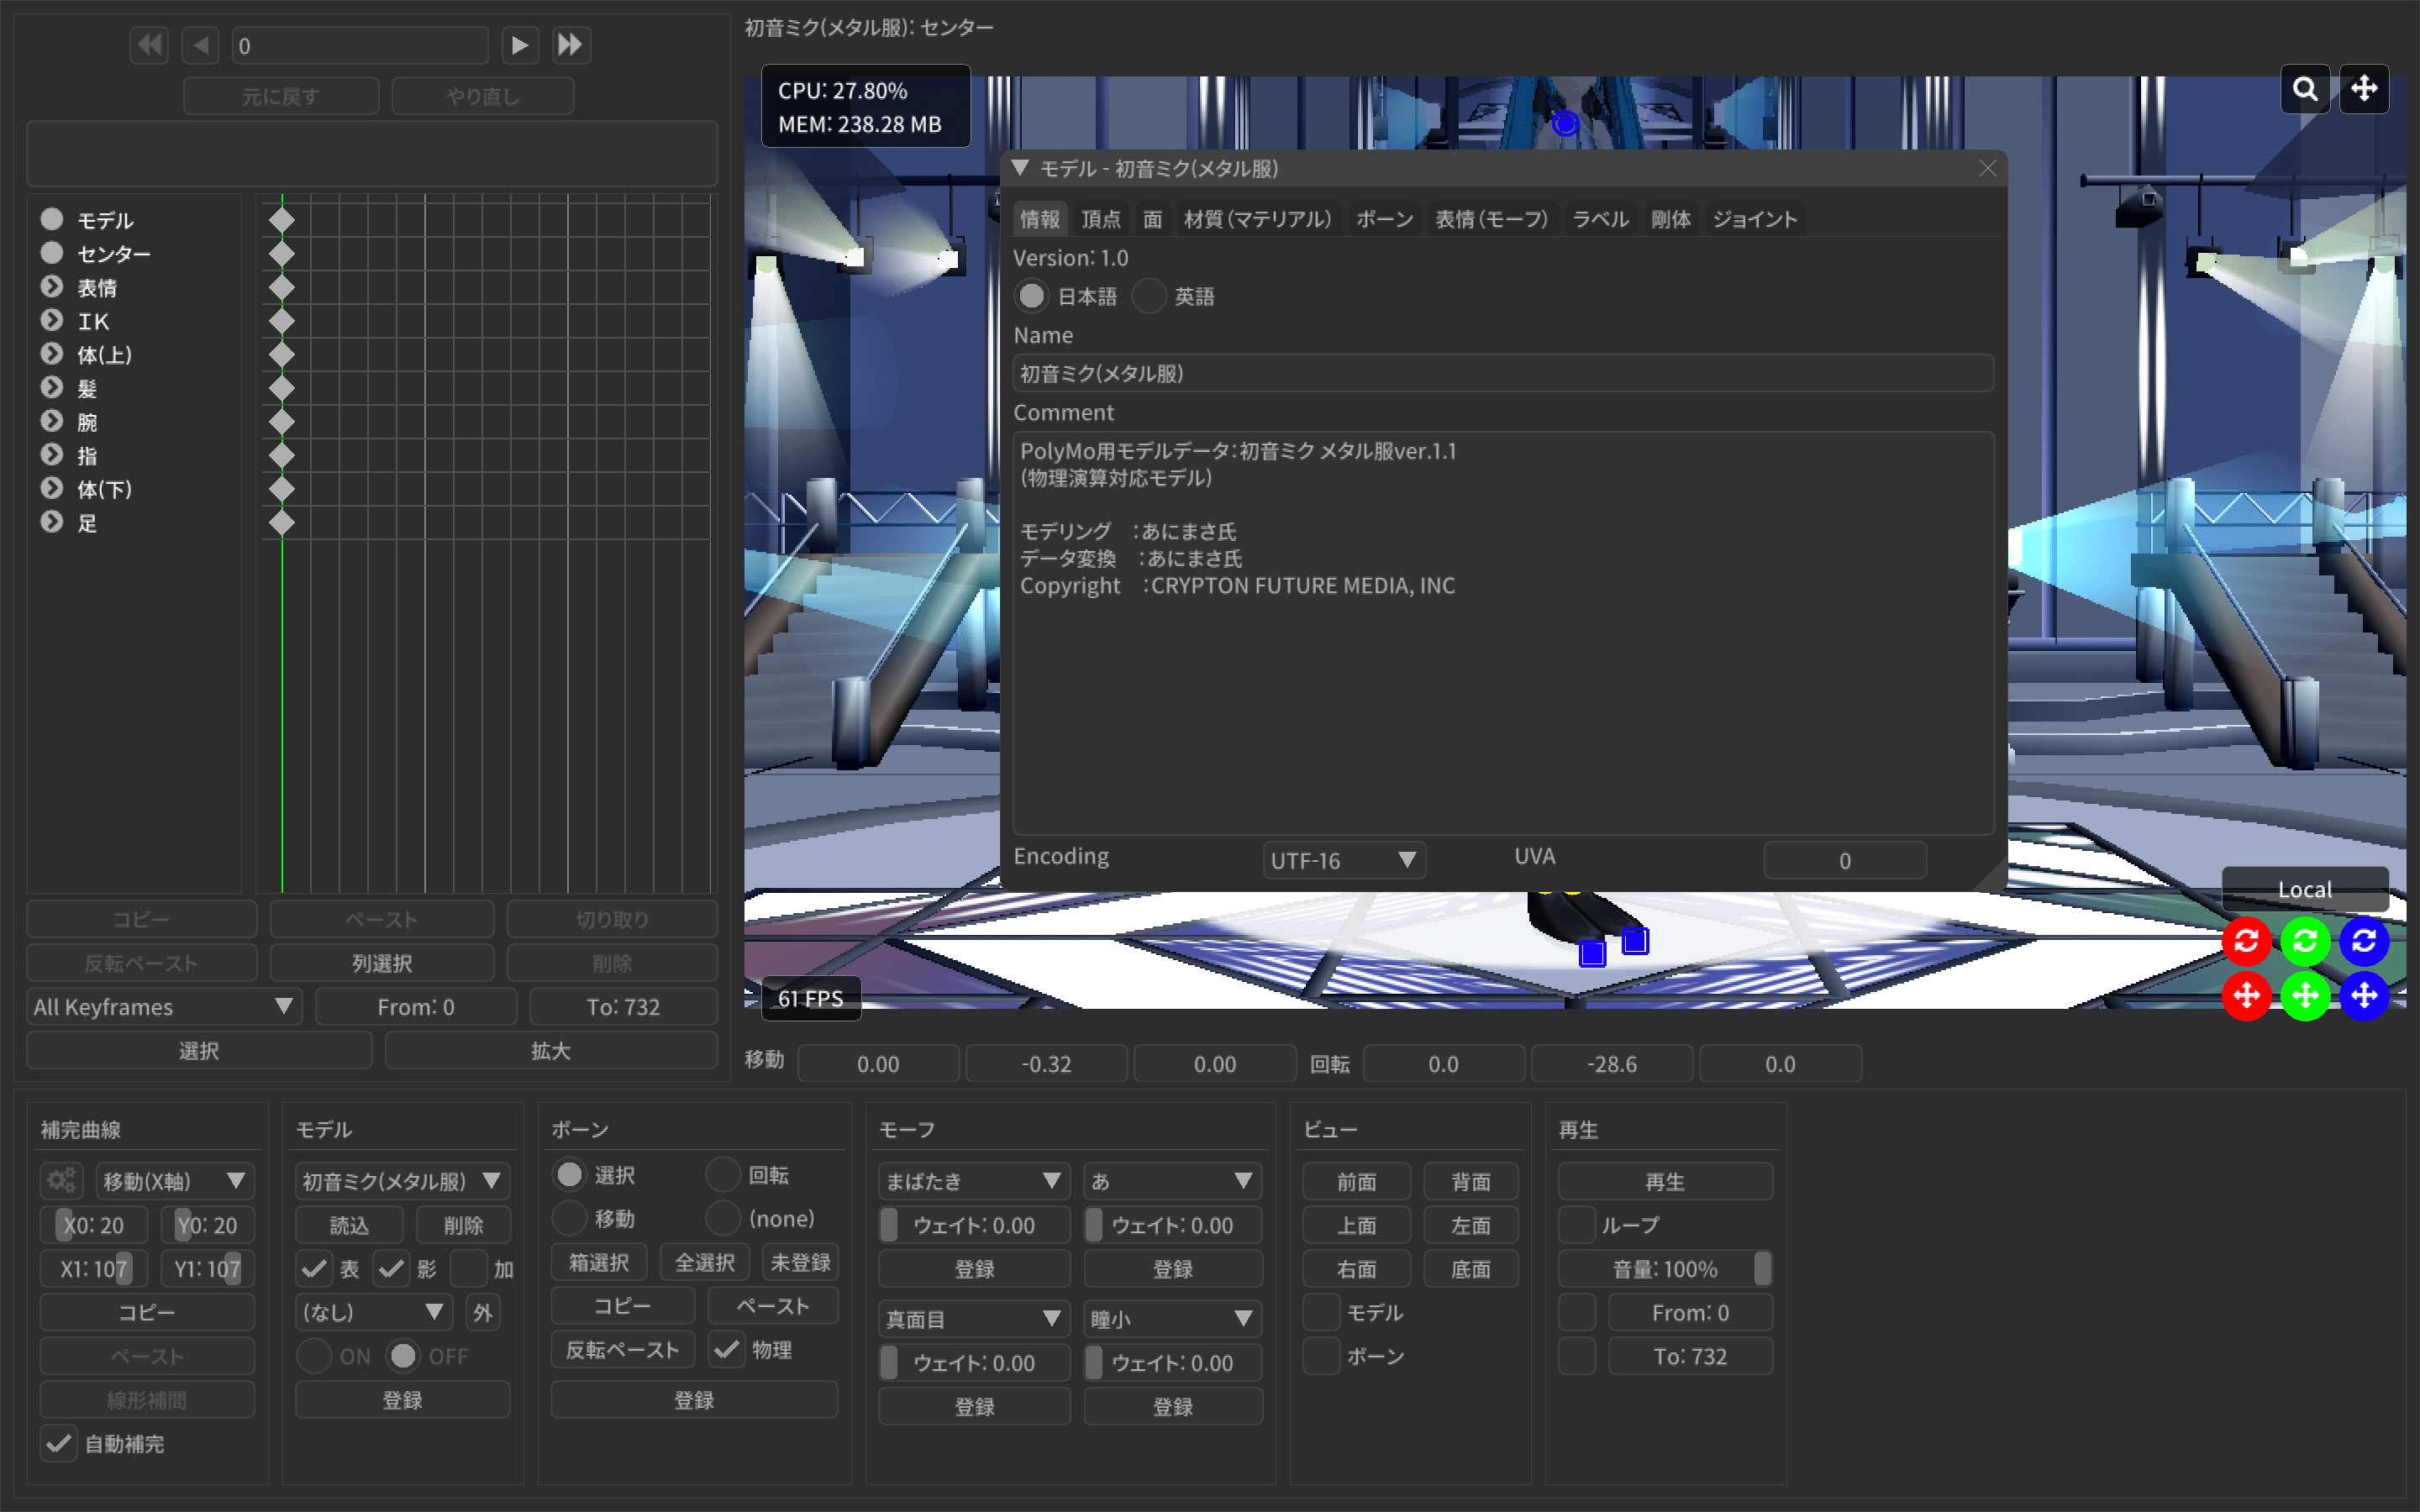 初音ミク(メタル服): センター
0
元に戻す やり直し
CPU: 27.80%
MEM: 238.28 MB
モデル
センター
表情
IK
体(上)
髪
腕
指
体(下)
足
モデル - 初音ミク(メタル服)
情報 頂点 面 材質(マテリアル) ボーン 表情(モーフ) ラベル 剛体 ジョイント
Version: 1.0
日本語 英語
Name
初音ミク(メタル服)
Comment
PolyMo用モデルデータ:初音ミク メタル服ver.1.1
(物理演算対応モデル)
モデリング :あにまさ氏
データ変換 :あにまさ氏
Copyright :CRYPTON FUTURE MEDIA, INC
Encoding UTF-16 UVA 0
Local
61 FPS
コピー ペースト 切り取り
反転ペースト 列選択 削除
All Keyframes From: 0 To: 732
選択 拡大
移動 0.00 -0.32 0.00 回転 0.0 -28.6 0.0
補完曲線
移動(X軸)
X0: 20 Y0: 20
X1: 107 Y1: 107
コピー
ペースト
線形補間
自動補完
モデル
初音ミク(メタル服)
読込 削除
表 影 加
(なし) 外
ON OFF
登録
ボーン
選択 回転
移動 (none)
箱選択 全選択 未登録
コピー ペースト
反転ペースト 物理
登録
モーフ
まばたき あ
ウェイト: 0.00 ウェイト: 0.00
登録 登録
真面目 瞳小
ウェイト: 0.00 ウェイト: 0.00
登録 登録
ビュー
前面 背面
上面 左面
右面 底面
モデル
ボーン
再生
再生
ループ
音量: 100%
From: 0
To: 732